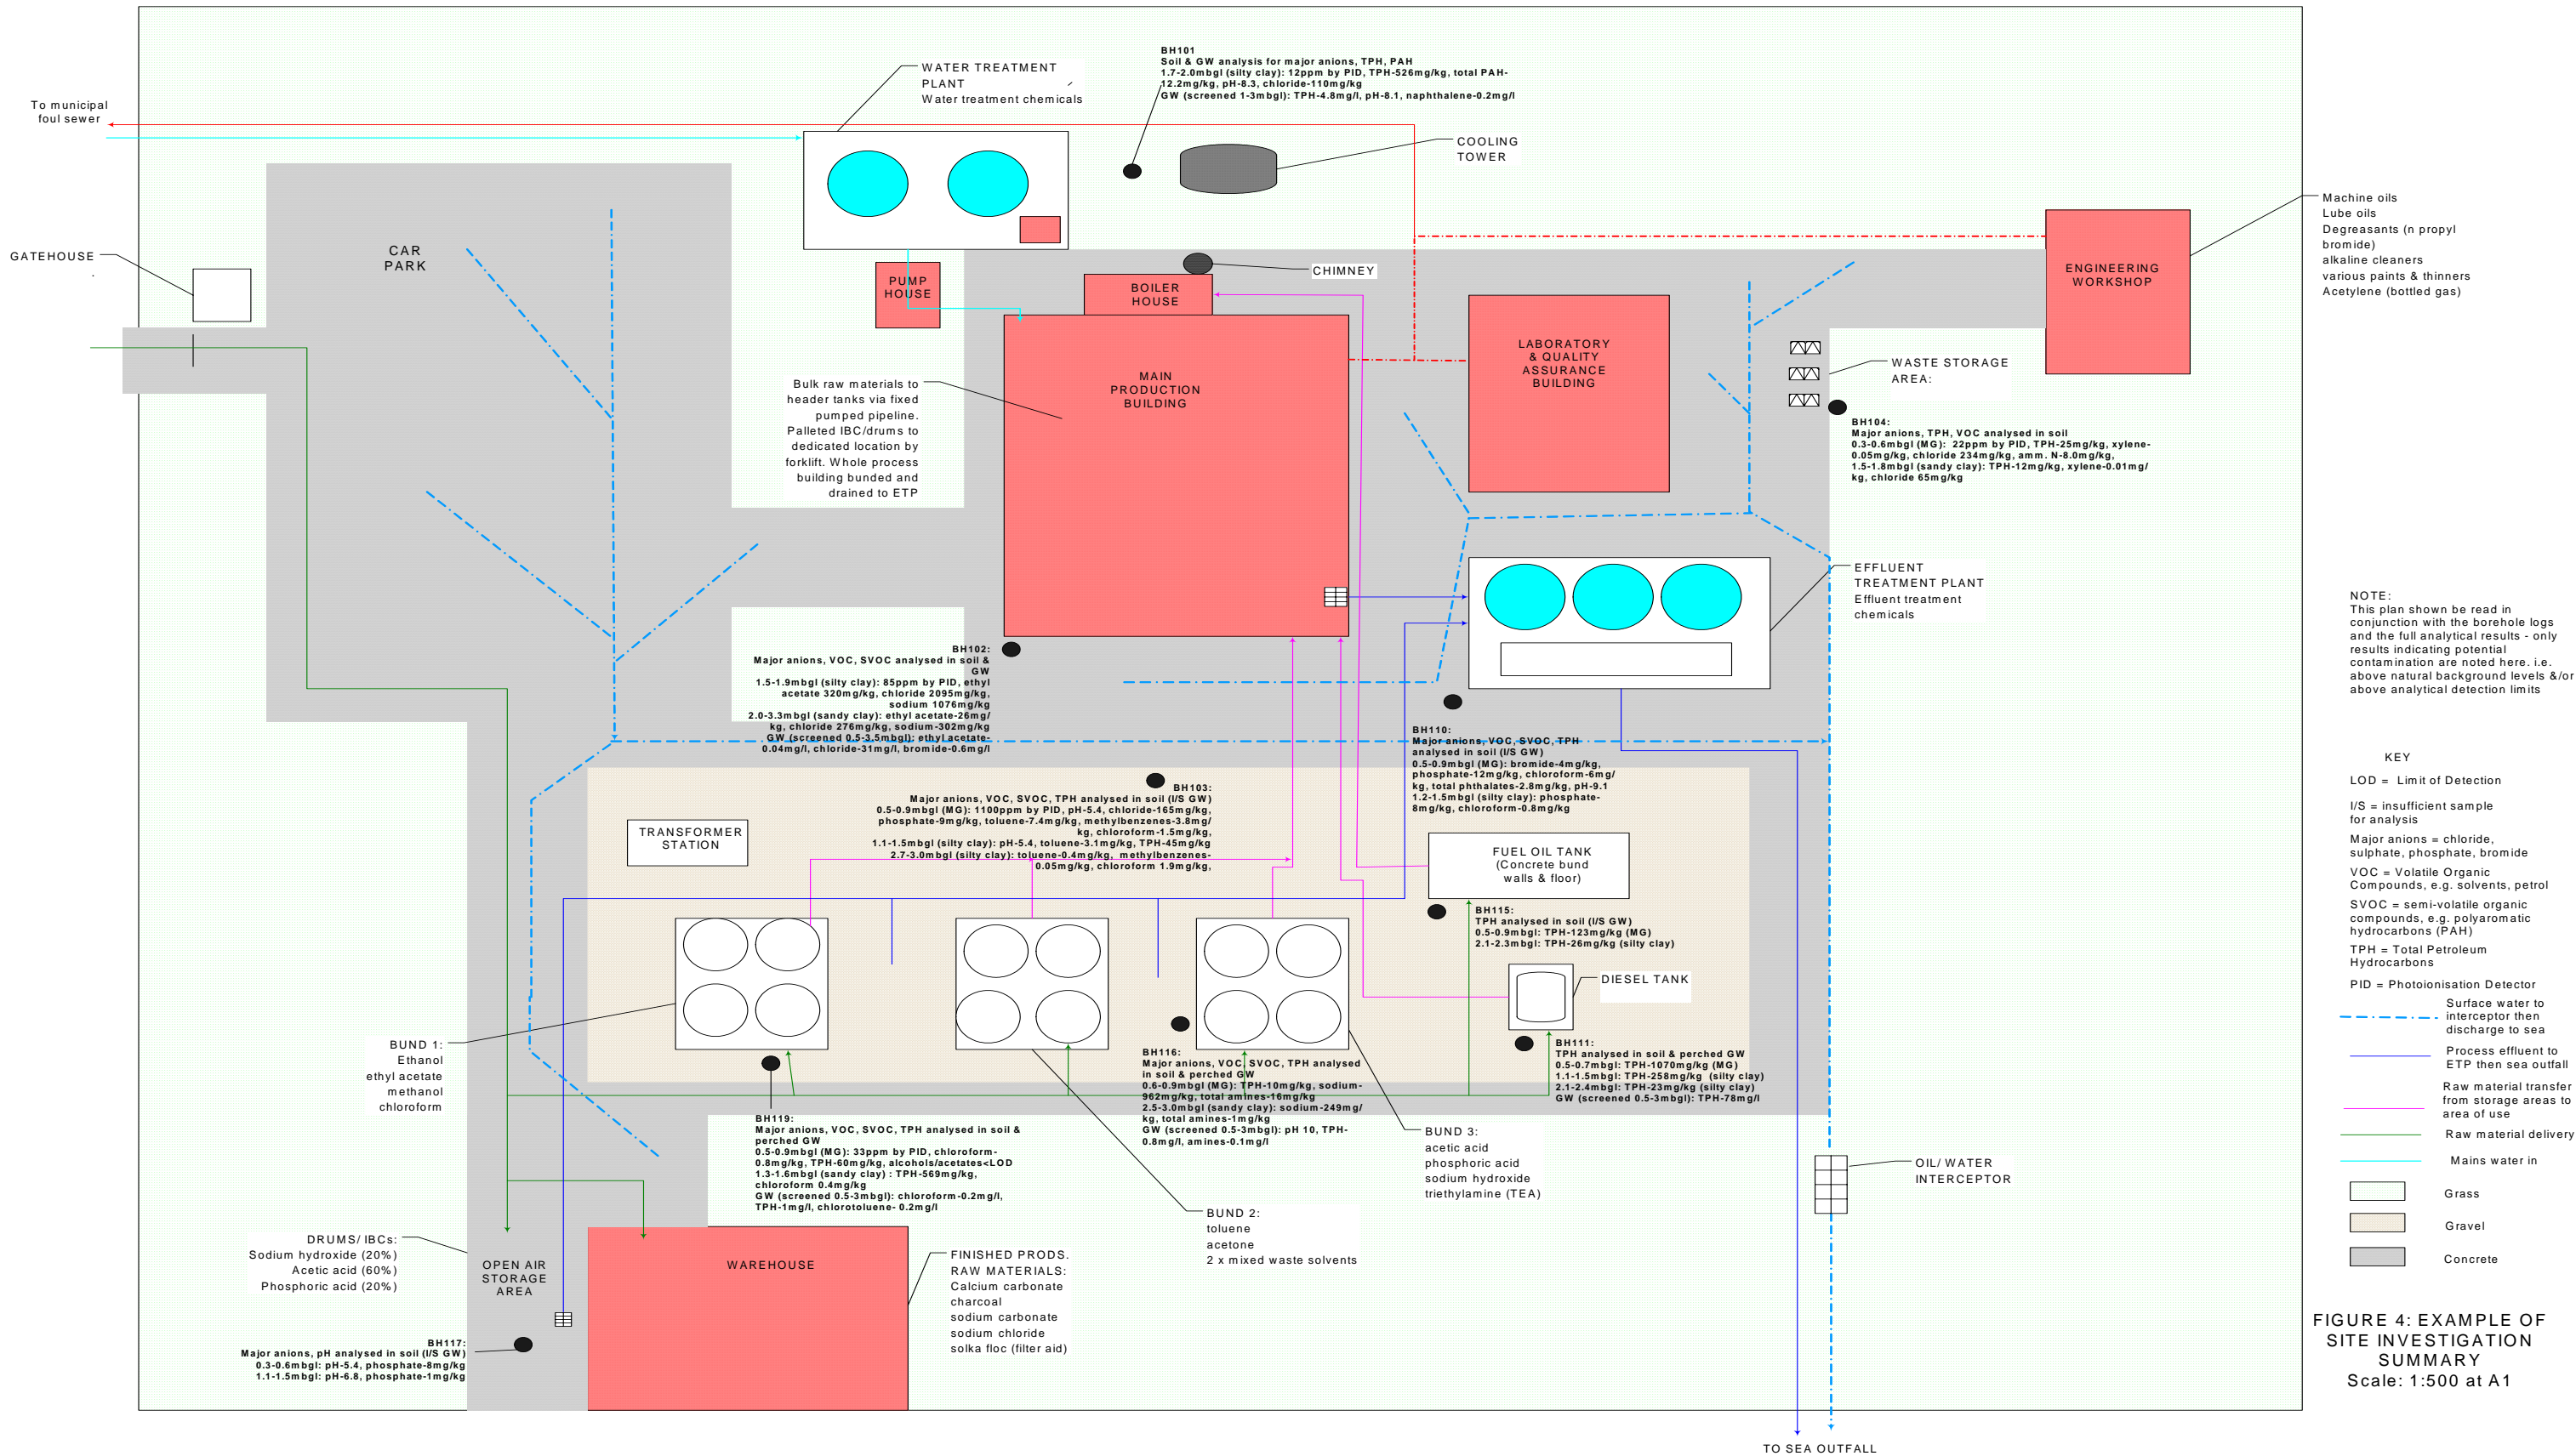 WATER TREATMENT
PLANT
Water treatment chemicals
BH101
Soil & GW analysis for major anions, TPH, PAH
1.7-2.0mbgl (silty clay): 12ppm by PID, TPH-526mg/kg, total PAH-
12.2mg/kg, pH-8.3, chloride-110mg/kg
GW (screened 1-3mbgl): TPH-4.8mg/l, pH-8.1, naphthalene-0.2mg/l
To municipal
foul sewer
COOLING
TOWER
Machine oils
Lube oils
Degreasants (n propyl
bromide)
alkaline cleaners
various paints & thinners
Acetylene (bottled gas)
GATEHOUSE
CAR
PARK
CHIMNEY
PUMP
HOUSE
BOILER
HOUSE
ENGINEERING
WORKSHOP
LABORATORY
& QUALITY
ASSURANCE
BUILDING
WASTE STORAGE
AREA:
MAIN
PRODUCTION
BUILDING
Bulk raw materials to
header tanks via fixed
pumped pipeline.
Palleted IBC/drums to
dedicated location by
forklift. Whole process
building bunded and
drained to ETP
BH104:
Major anions, TPH, VOC analysed in soil
0.3-0.6mbgl (MG): 22ppm by PID, TPH-25mg/kg, xylene-
0.05mg/kg, chloride 234mg/kg, amm. N-8.0mg/kg,
1.5-1.8mbgl (sandy clay): TPH-12mg/kg, xylene-0.01mg/
kg, chloride 65mg/kg
EFFLUENT
TREATMENT PLANT
Effluent treatment
chemicals
NOTE:
This plan shown be read in
conjunction with the borehole logs
and the full analytical results - only
results indicating potential
contamination are noted here. i.e.
above natural background levels &/or
above analytical detection limits
BH102:
Major anions, VOC, SVOC analysed in soil &
GW
1.5-1.9mbgl (silty clay): 85ppm by PID, ethyl
acetate 320mg/kg, chloride 2095mg/kg,
sodium 1076mg/kg
2.0-3.3mbgl (sandy clay): ethyl acetate-26mg/
kg, chloride 276mg/kg, sodium-302mg/kg
GW (screened 0.5-3.5mbgl): ethyl acetate-
0.04mg/l, chloride-31mg/l, bromide-0.6mg/l
BH110:
Major anions, VOC, SVOC, TPH
analysed in soil (I/S GW)
0.5-0.9mbgl (MG): bromide-4mg/kg,
phosphate-12mg/kg, chloroform-6mg/
kg, total phthalates-2.8mg/kg, pH-9.1
1.2-1.5mbgl (silty clay): phosphate-
8mg/kg, chloroform-0.8mg/kg
BH103:
Major anions, VOC, SVOC, TPH analysed in soil (I/S GW)
0.5-0.9mbgl (MG): 1100ppm by PID, pH-5.4, chloride-165mg/kg,
phosphate-9mg/kg, toluene-7.4mg/kg, methylbenzenes-3.8mg/
kg, chloroform-1.5mg/kg,
1.1-1.5mbgl (silty clay): pH-5.4, toluene-3.1mg/kg, TPH-45mg/kg
2.7-3.0mbgl (silty clay): toluene-0.4mg/kg, methylbenzenes-
0.05mg/kg, chloroform 1.9mg/kg,
TRANSFORMER
STATION
FUEL OIL TANK
(Concrete bund
walls & floor)
BH115:
TPH analysed in soil (I/S GW)
0.5-0.9mbgl: TPH-123mg/kg (MG)
2.1-2.3mbgl: TPH-26mg/kg (silty clay)
DIESEL TANK
BH111:
TPH analysed in soil & perched GW
0.5-0.7mbgl: TPH-1070mg/kg (MG)
1.1-1.5mbgl: TPH-258mg/kg (silty clay)
2.1-2.4mbgl: TPH-23mg/kg (silty clay)
GW (screened 0.5-3mbgl): TPH-78mg/l
BUND 1:
Ethanol
ethyl acetate
methanol
chloroform
BH116:
Major anions, VOC, SVOC, TPH analysed
in soil & perched GW
0.6-0.9mbgl (MG): TPH-10mg/kg, sodium-
962mg/kg, total amines-16mg/kg
2.5-3.0mbgl (sandy clay): sodium-249mg/
kg, total amines-1mg/kg
GW (screened 0.5-3mbgl): pH 10, TPH-
0.8mg/l, amines-0.1mg/l
BH119:
Major anions, VOC, SVOC, TPH analysed in soil &
perched GW
0.5-0.9mbgl (MG): 33ppm by PID, chloroform-
0.8mg/kg, TPH-60mg/kg, alcohols/acetates<LOD
1.3-1.6mbgl (sandy clay) : TPH-569mg/kg,
chloroform 0.4mg/kg
GW (screened 0.5-3mbgl): chloroform-0.2mg/l,
TPH-1mg/l, chlorotoluene- 0.2mg/l
BUND 3:
acetic acid
phosphoric acid
sodium hydroxide
triethylamine (TEA)
BUND 2:
toluene
acetone
2 x mixed waste solvents
OIL/ WATER
INTERCEPTOR
DRUMS/ IBCs:
Sodium hydroxide (20%)
Acetic acid (60%)
Phosphoric acid (20%)
OPEN AIR
STORAGE
AREA
WAREHOUSE
FINISHED PRODS.
RAW MATERIALS:
Calcium carbonate
charcoal
sodium carbonate
sodium chloride
solka floc (filter aid)
BH117:
Major anions, pH analysed in soil (I/S GW)
0.3-0.6mbgl: pH-5.4, phosphate-8mg/kg
1.1-1.5mbgl: pH-6.8, phosphate-1mg/kg
TO SEA OUTFALL
KEY
LOD = Limit of Detection
I/S = insufficient sample
for analysis
Major anions = chloride,
sulphate, phosphate, bromide
VOC = Volatile Organic
Compounds, e.g. solvents, petrol
SVOC = semi-volatile organic
compounds, e.g. polyaromatic
hydrocarbons (PAH)
TPH = Total Petroleum
Hydrocarbons
PID = Photoionisation Detector
Surface water to
interceptor then
discharge to sea
Process effluent to
ETP then sea outfall
Raw material transfer
from storage areas to
area of use
Raw material delivery
Mains water in
Grass
Gravel
Concrete
FIGURE 4: EXAMPLE OF
SITE INVESTIGATION
SUMMARY
Scale: 1:500 at A1